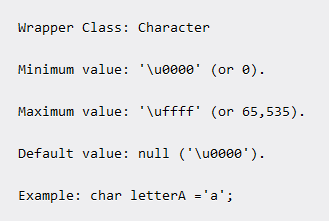 Wrapper Class: Character
Minimum value: '\u0000' (or 0).
Maximum value: '\uffff' (or 65,535).
Default value: null ('\u0000').
Example: char letterA ='a';